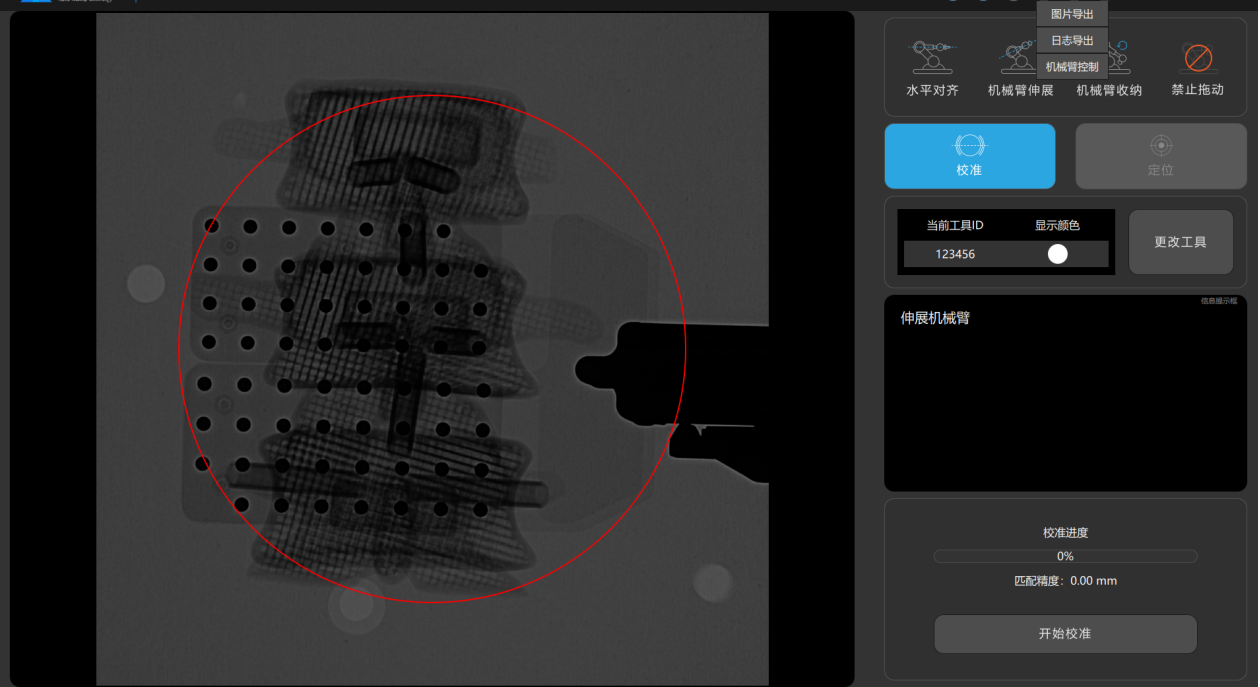 图片导出
日志导出
机械臂控制
水平对齐
机械臂伸展
机械臂收纳
禁止拖动
校准
定位
当前工具ID
显示颜色
123456
更改工具
信息提示框
伸展机械臂
校准进度
0%
匹配精度：0.00 mm
开始校准